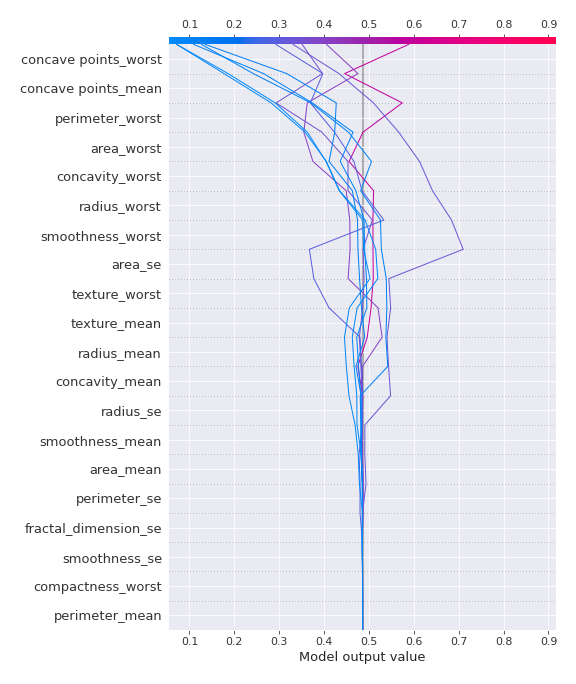 0.1 0.2 0.3 0.4 0.5 0.6 0.7 0.8 0.9
concave points_worst
concave points_mean
perimeter_worst
area_worst
concavity_worst
radius_worst
smoothness_worst
area_se
texture_worst
texture_mean
radius_mean
concavity_mean
radius_se
smoothness_mean
area_mean
perimeter_se
fractal_dimension_se
smoothness_se
compactness_worst
perimeter_mean
0.1 0.2 0.3 0.4 0.5 0.6 0.7 0.8 0.9
Model output value